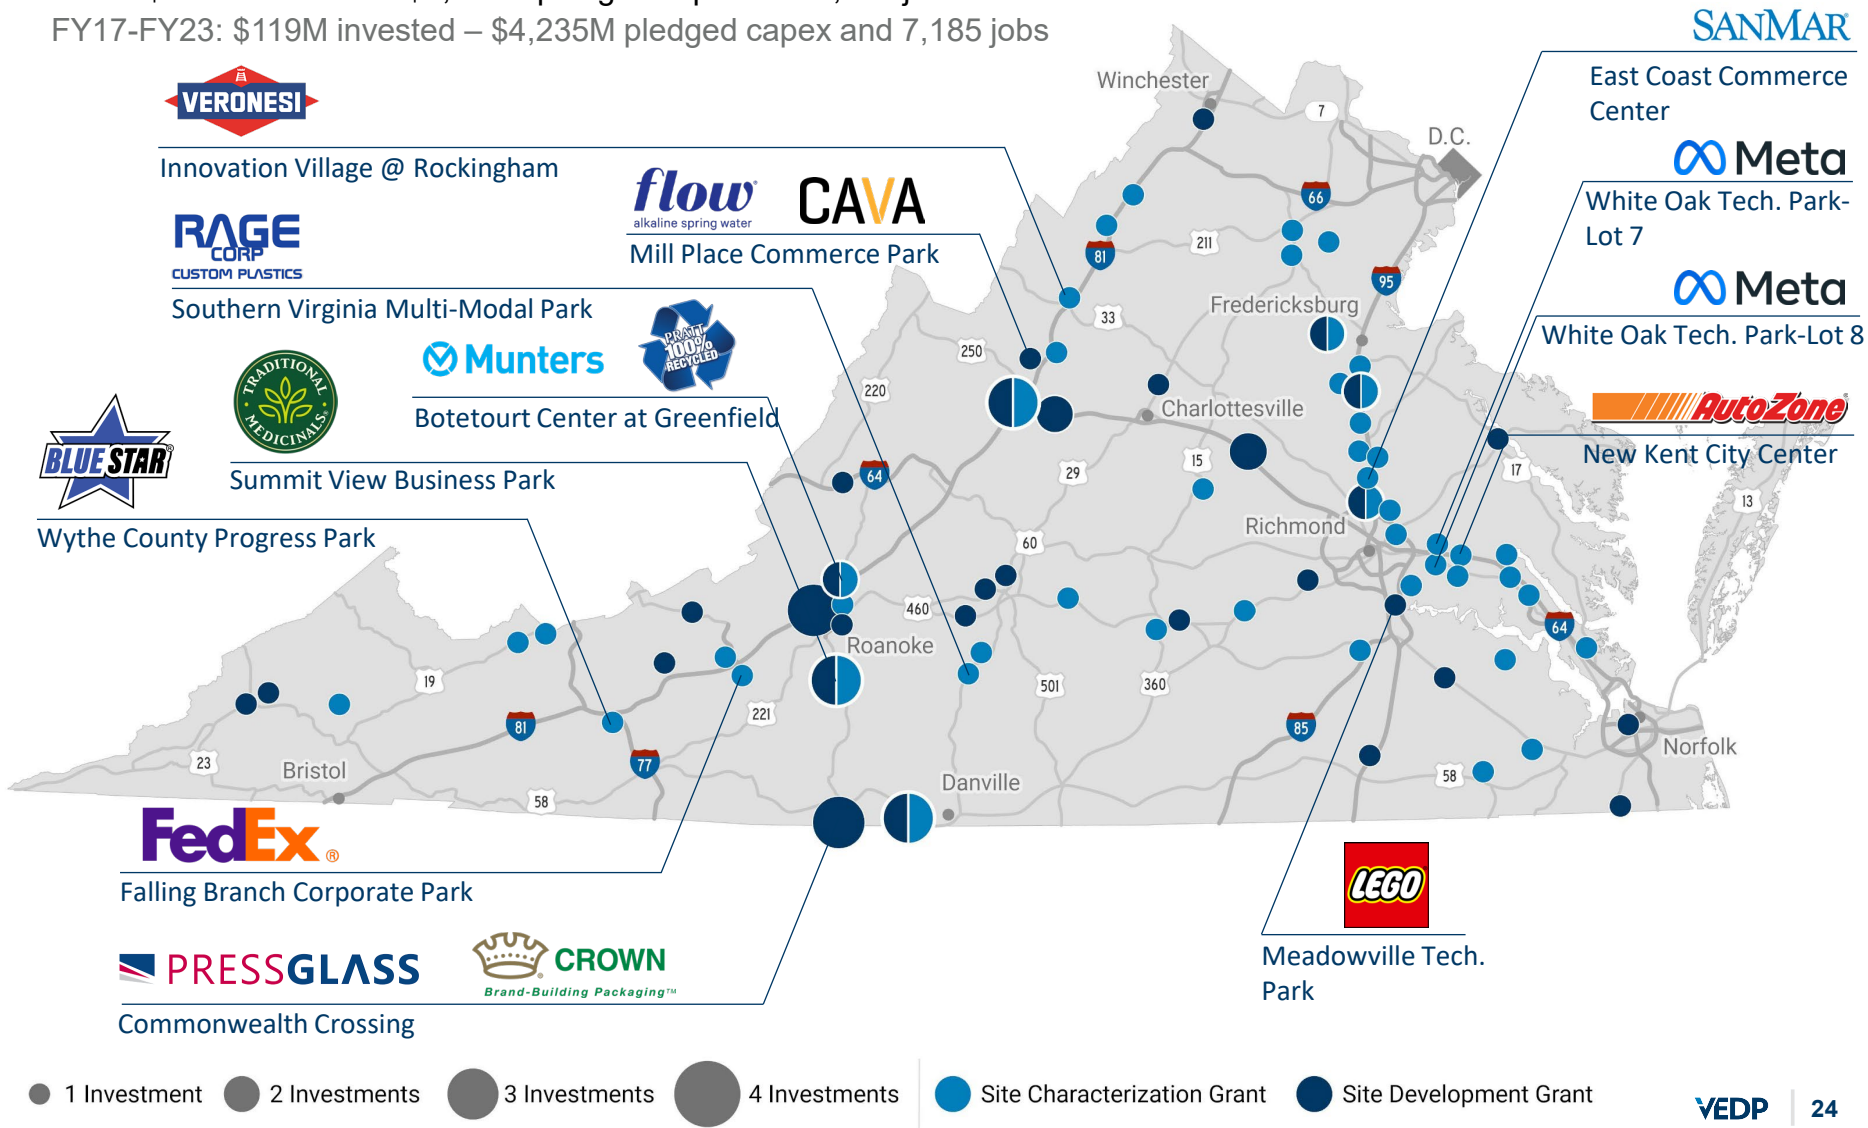 FY17-FY23: $119M invested – $4,235M pledged capex and 7,185 jobs
SANMAR
East Coast Commerce
Center
Winchester
7
D.C.
VERONESI
Innovation Village @ Rockingham
Meta
White Oak Tech. Park-
Lot 7
66
flow
alkaline spring water
CAVA
Mill Place Commerce Park
RAGE
CORP
CUSTOM PLASTICS
Southern Virginia Multi-Modal Park
211
81
95
Meta
White Oak Tech. Park-Lot 8
Fredericksburg
33
250
220
PRATT
100%
RECYCLED
Munters
Botetourt Center at Greenfield
TRADITIONAL
MEDICINALS
Summit View Business Park
Charlottesville
AutoZone
New Kent City Center
BLUE STAR
Wythe County Progress Park
64
29
15
17
13
Richmond
60
460
64
Roanoke
19
501
360
221
81
85
77
23
Bristol
58
Danville
58
Norfolk
FedEx®
Falling Branch Corporate Park
LEGO
Meadowville Tech.
Park
PRESSGLASS
CROWN
Brand-Building Packaging™
Commonwealth Crossing
1 Investment
2 Investments
3 Investments
4 Investments
Site Characterization Grant
Site Development Grant
VEDP
24